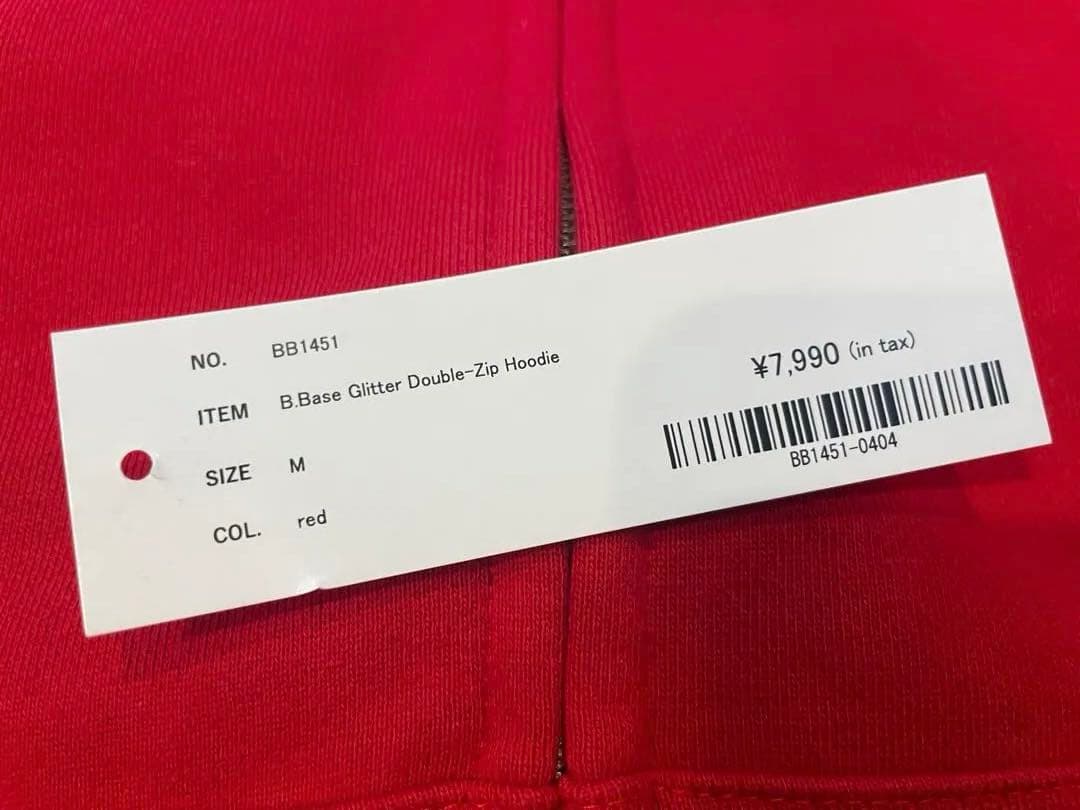 NO. BB1451
ITEM B.Base Glitter Double-Zip Hoodie
SIZE M
COL. red
¥7,990 (in tax)
BB1451-0404